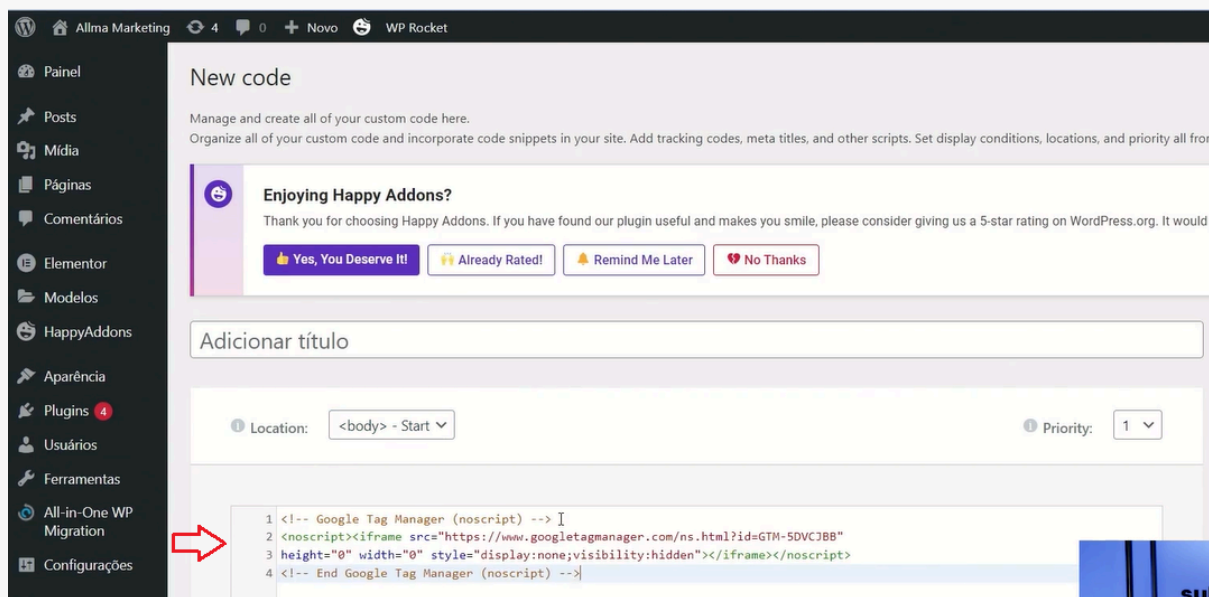 Allma Marketing 4 0 Novo WP Rocket
Painel
Posts
Mídia
Páginas
Comentários
Elementor
Modelos
HappyAddons
Aparência
Plugins 4
Usuários
Ferramentas
All-in-One WP
Migration
Configurações
New code
Manage and create all of your custom code here.
Organize all of your custom code and incorporate code snippets in your site. Add tracking codes, meta titles, and other scripts. Set display conditions, locations, and priority all
Enjoying Happy Addons?
Thank you for choosing Happy Addons. If you have found our plugin useful and makes you smile, please consider giving us a 5-star rating on WordPress.org. It would
Yes, You Deserve It! Already Rated! Remind Me Later No Thanks
Adicionar título
Location: <body> - Start Priority: 1
1 <!-- Google Tag Manager (noscript) -->
2 <noscript><iframe src="https://www.googletagmanager.com/ns.html?id=GTM-5DVCJBB"
3 height="0" width="0" style="display:none;visibility:hidden"></iframe></noscript>
4 <!-- End Google Tag Manager (noscript) -->